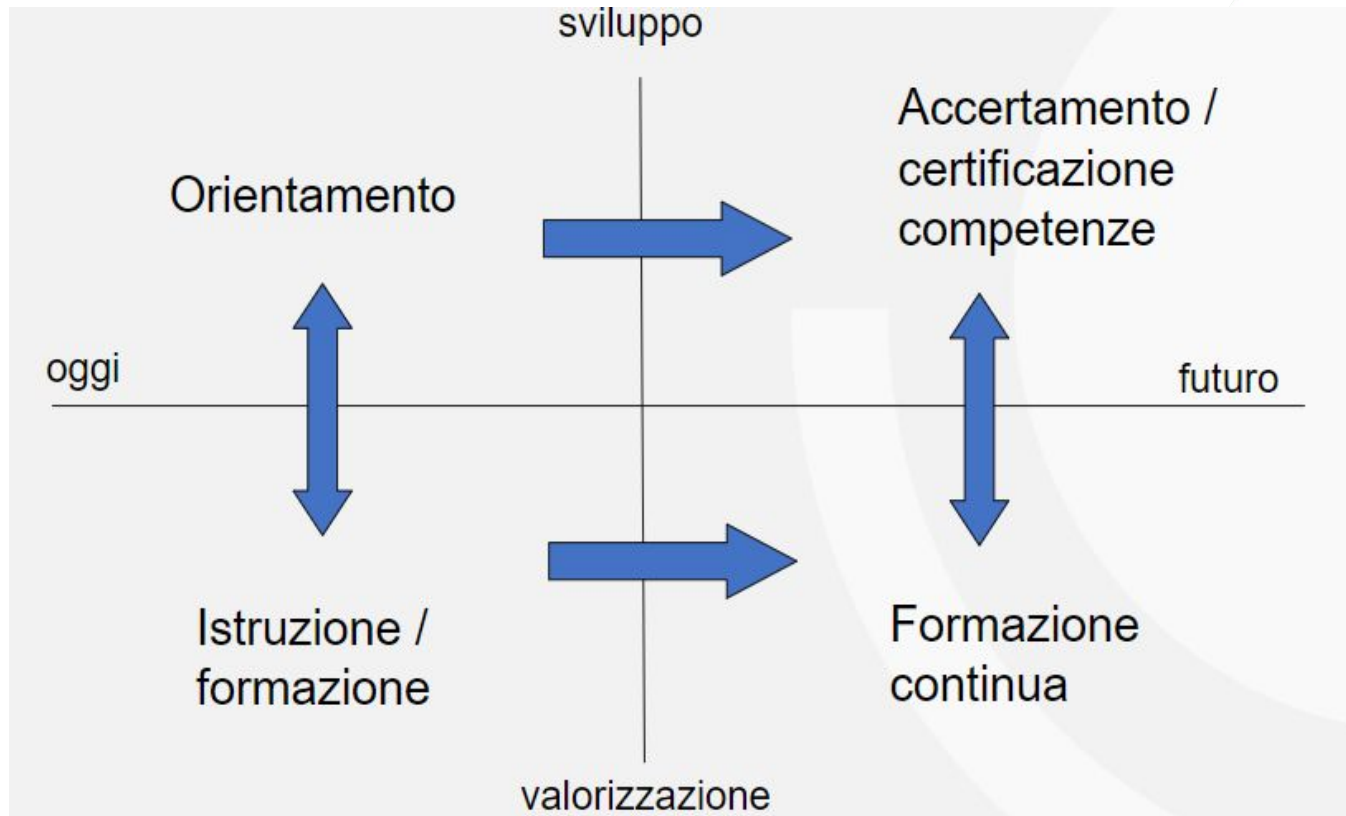 sviluppo
Accertamento /
certificazione
competenze
Orientamento
oggi
futuro
Istruzione /
formazione
Formazione
continua
valorizzazione